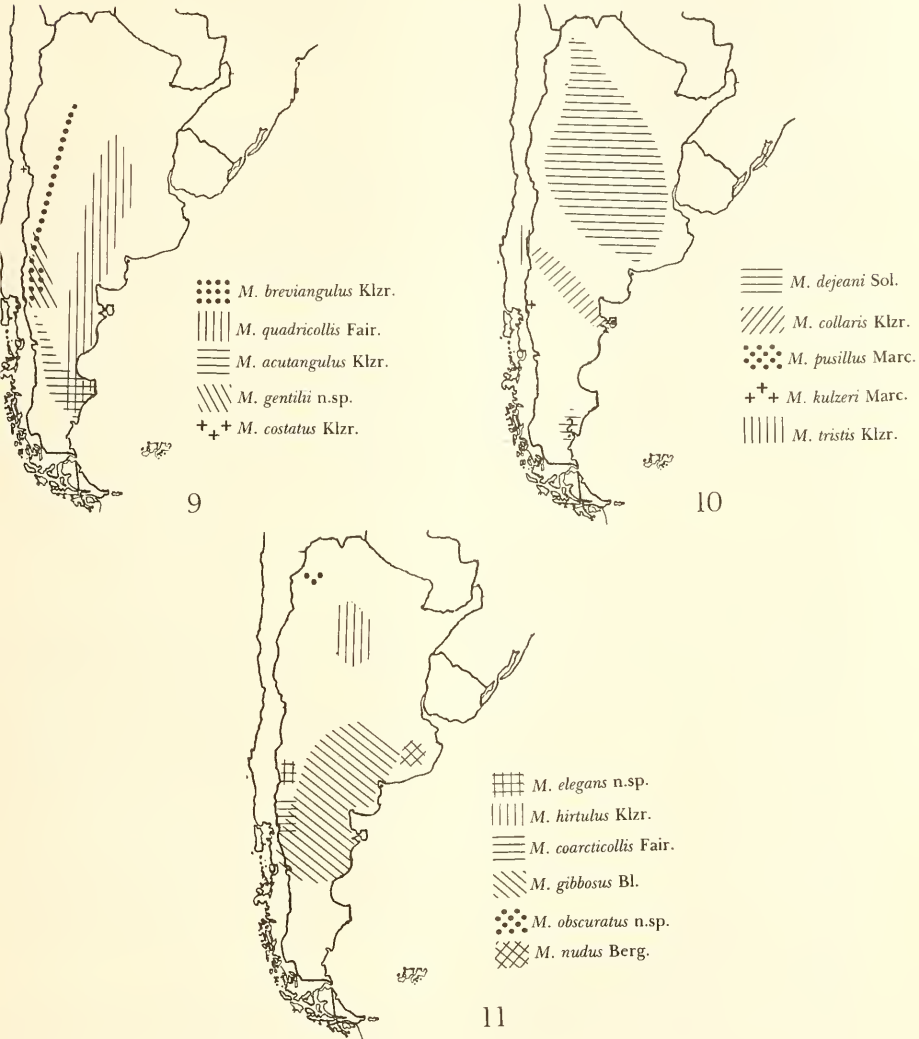 M. breviangulus Klzr.
M. quadricollis Fair.
M. acutangulus Klzr.
M. gentilii n.sp.
M. costatus Klzr.
9
M. dejeani Sol.
M. collaris Klzr.
M. pusillus Marc.
M. kulzeri Marc.
M. tristis Klzr.
10
M. elegans n.sp.
M. hirtulus Klzr.
M. coarcticollis Fair.
M. gibbosus Bl.
M. obscuratus n.sp.
M. nudus Berg.
11